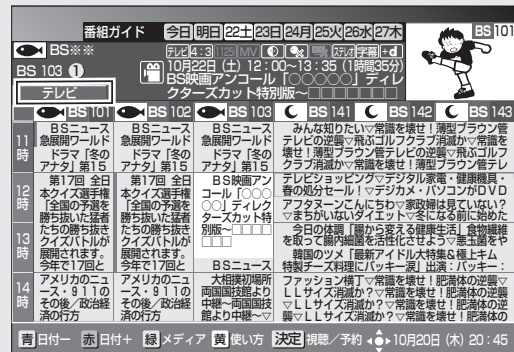 番組ガイド 今日 明日 22土 23日 24月 25火 26水 27木 BS 101
BS※※ テレビ 4:3 1125i MV ステレオ 字幕 +d
BS 103 ① 10月22日 (土) 12:00〜13:35 (1時間35分)
BS映画アンコール「○○○○○」ディレ
テレビ クターズカット特別版〜□□□□□□
BS 101 BS 102 BS 103 BS 141 BS 142 BS 143
11時
BSニュース
急展開ワールド
ドラマ「冬の
アナタ」第15
BSニュース
急展開ワールド
ドラマ「冬の
アナタ」第15
BSニュース
急展開ワールド
ドラマ「冬の
アナタ」第15
みんな知りたい▽常識を壊せ!薄型ブラウン管
テレビの逆襲▽飛ぶゴルフクラブ消滅か▽常識を
壊せ!薄型ブラウン管テレビの逆襲▽飛ぶゴルフ
クラブ消滅か▽常識を壊せ!薄型ブラウン管テレ
12時
13時
第17回 全日
本クイズ選手権
「全国の予選を
勝ち抜いた猛者
たちの勝ち抜き
クイズバトルが
展開されます。
今年で17回と
第17回 全日
本クイズ選手権
「全国の予選を
勝ち抜いた猛者
たちの勝ち抜き
クイズバトルが
展開されます。
今年で17回と
BS映画アン
コール「○○○
○○」ディレク
ターズカット特
別版〜□□□□
□□□□
BSニュース
テレビショッピング▽デジタル家電・健康機具・
春の処分セール!▽デジカメ・パソコンがDVD
アフタヌーンこんにちわ▽家政婦は見ていない?
▽まちがいないダイエット▽冬になる前に始めた
今日の体調「腸から変える健康生活」食物繊維
を取って腸内細菌を活性化させよう▽悪玉菌をや
韓国のツメ「最新アイドル大特集&極上キム
特製チーズ料理にバッキー涙」出演:バッキー:
14時
アメリカのニュ
ース・911の
その後/政治経
済の行方
アメリカのニュ
ース・911の
その後/政治経
済の行方
大相撲初場所
両国国技館より
中継〜両国国技
館より中継〜▽
ファッション横丁▽常識を壊せ!肥満体の逆襲
▽LLサイズ消滅か?▽常識を壊せ!肥満体の逆襲
▽LLサイズ消滅か?▽常識を壊せ!肥満体の逆
襲▽LLサイズ消滅か?▽常識を壊せ!肥満体の
青 日付− 赤 日付+ 緑 メディア 黄 使い方 決定 視聴/予約 10月20日 (木) 20:45